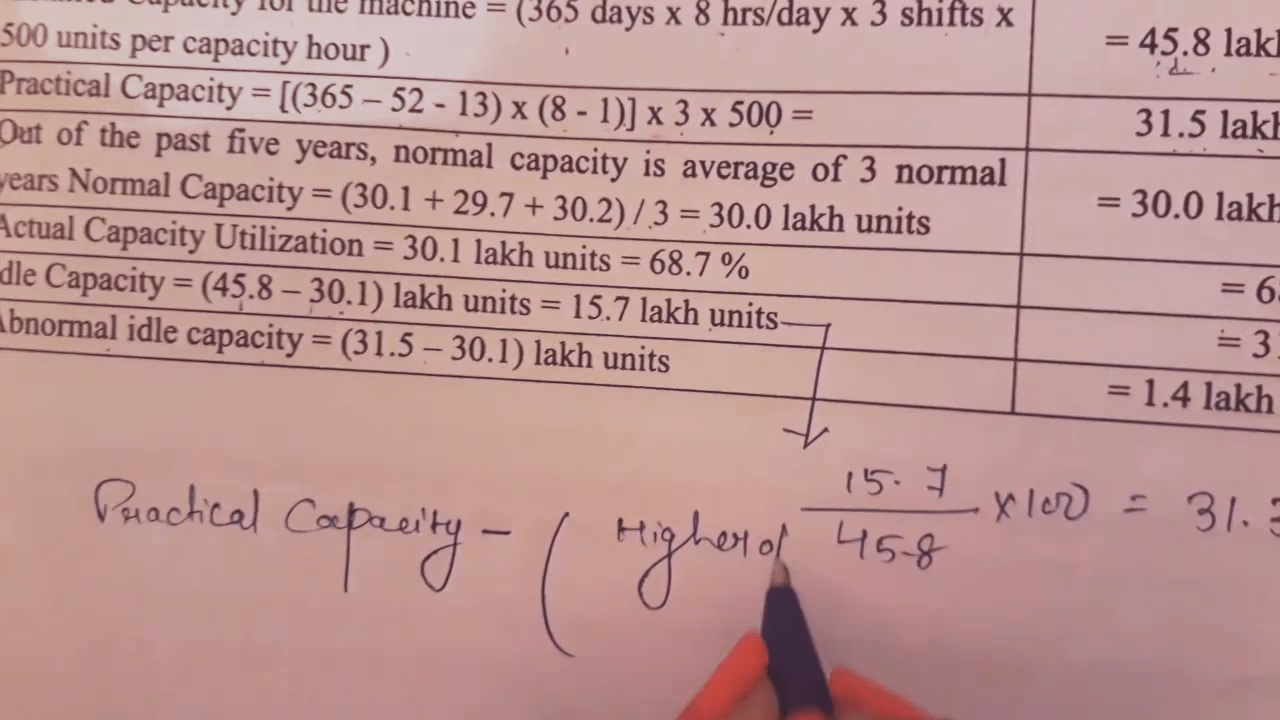 Capacity for the machine = (365 days x 8 hrs/day x 3 shifts x
500 units per capacity hour )
= 45.8 lakh
Practical Capacity = [(365 – 52 - 13) x (8 - 1)] x 3 x 500 =
31.5 lakh
Out of the past five years, normal capacity is average of 3 normal
years Normal Capacity = (30.1 + 29.7 + 30.2) / 3 = 30.0 lakh units
= 30.0 lakh
Actual Capacity Utilization = 30.1 lakh units = 68.7 %
= 6
dle Capacity = (45.8 – 30.1) lakh units = 15.7 lakh units
= 3.
Abnormal idle capacity = (31.5 – 30.1) lakh units
= 1.4 lakh
15.7
Practical Capacity - ( Higher of
x100 = 31.3
45.8